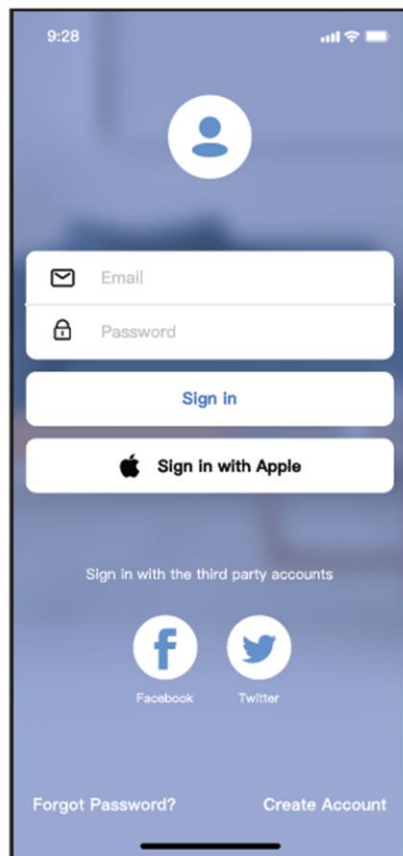 9:28
Email
Password
Sign in
Sign in with Apple
Sign in with the third party accounts
Facebook
Twitter
Forgot Password?
Create Account